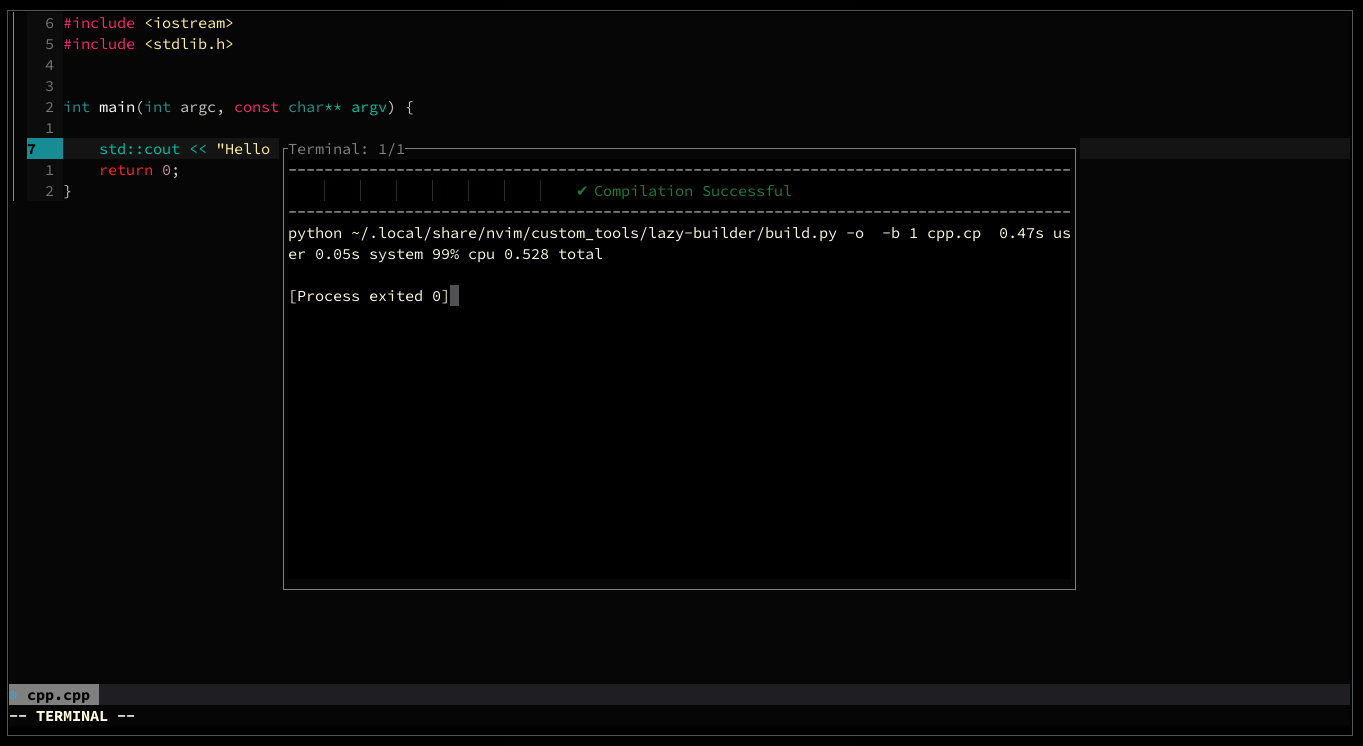 6 #include <iostream>
5 #include <stdlib.h>
4
3
2 int main(int argc, const char** argv) {
1
7 std::cout << "Hello
1 return 0;
2 }
Terminal: 1/1
--------------------------------------------------------------------------------------
✔ Compilation Successful
--------------------------------------------------------------------------------------
python ~/.local/share/nvim/custom_tools/lazy-builder/build.py -o  -b 1 cpp.cp  0.47s us
er 0.05s system 99% cpu 0.528 total
[Process exited 0]
cpp.cpp
-- TERMINAL --